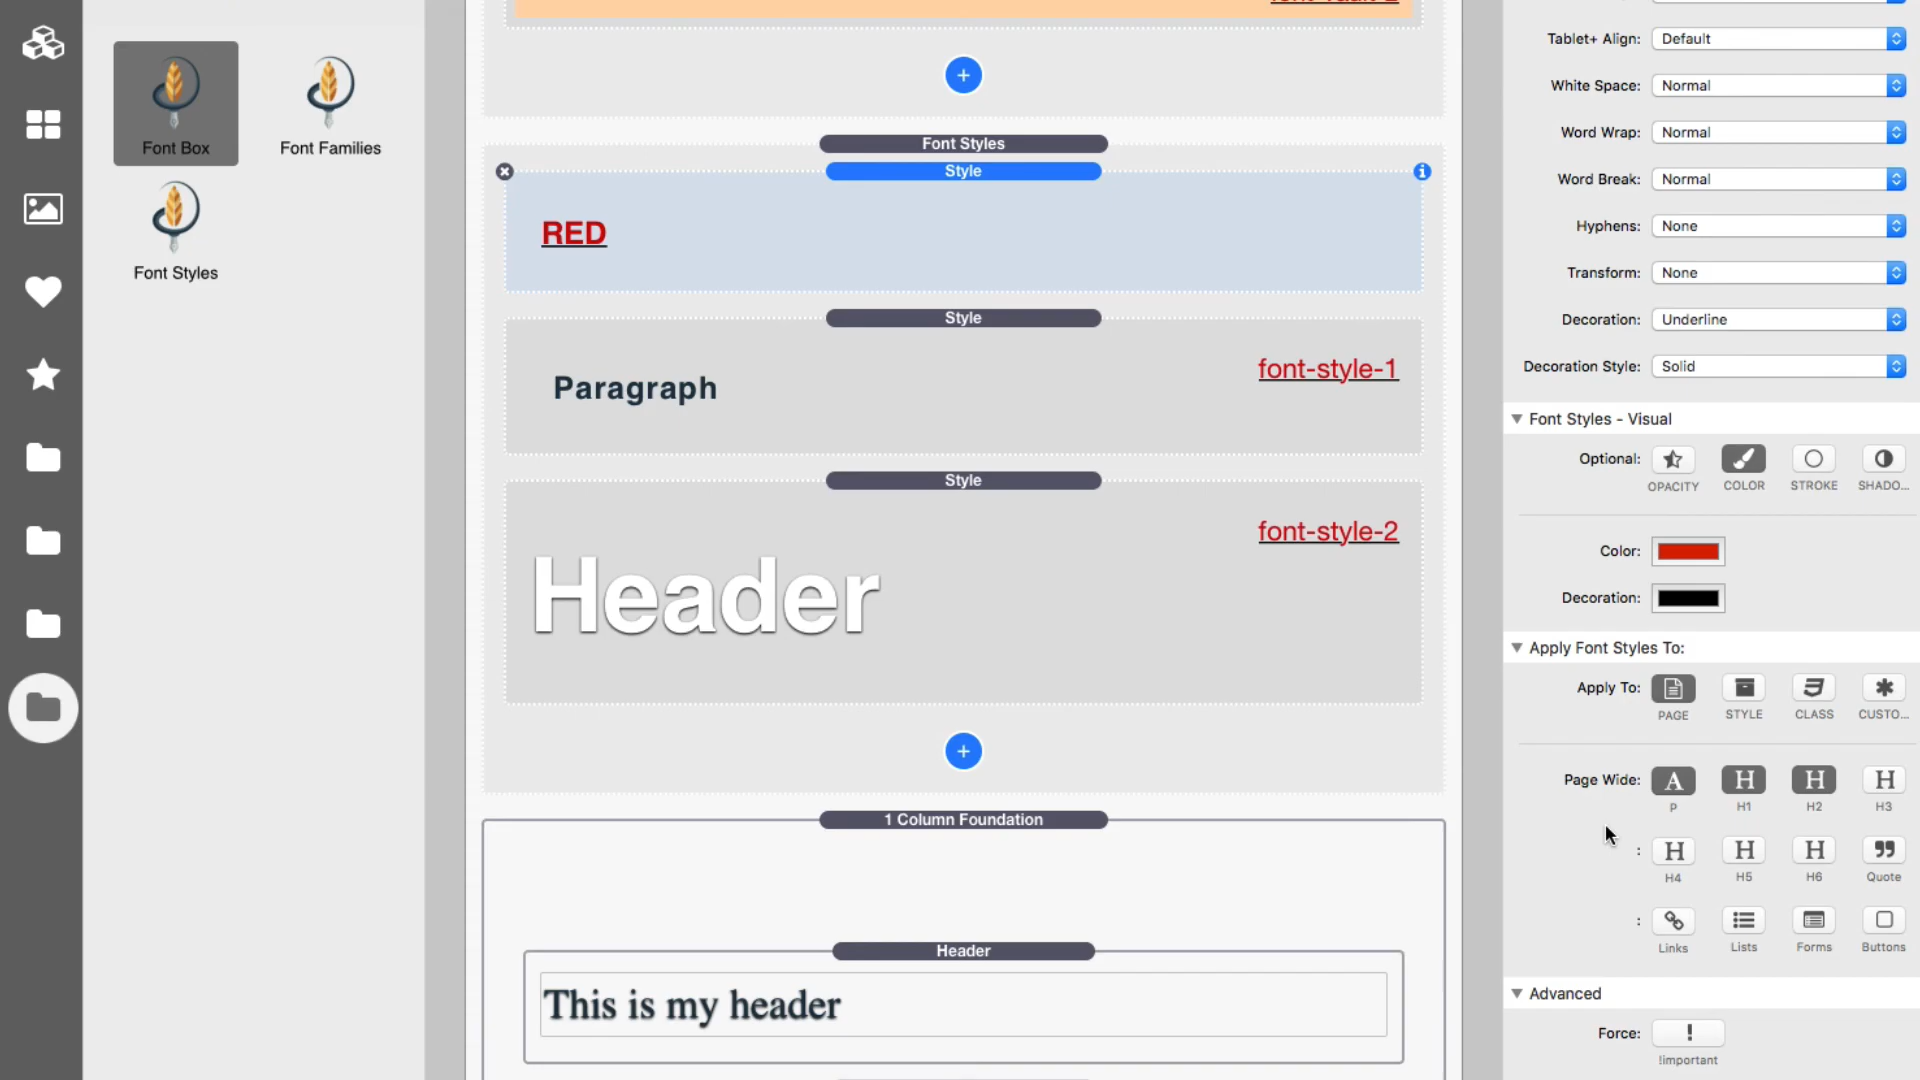 Font Box
Font Families
Font Styles
Font Styles
Style
RED
Style
font-style-1
Paragraph
Style
font-style-2
Header
1 Column Foundation
Header
This is my header
Tablet+ Align: Default
White Space: Normal
Word Wrap: Normal
Word Break: Normal
Hyphens: None
Transform: None
Decoration: Underline
Decoration Style: Solid
Font Styles - Visual
Optional:
OPACITY COLOR STROKE SHADO...
Color:
Decoration:
Apply Font Styles To:
Apply To:
PAGE STYLE CLASS CUSTO...
Page Wide: A H H H
P H1 H2 H3
: H H H
H4 H5 H6 Quote
:
Links Lists Forms Buttons
Advanced
Force: !
!important